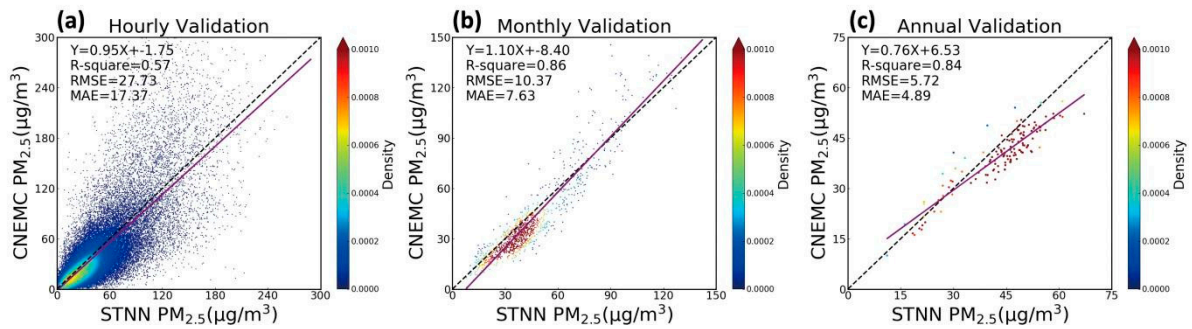 (a)
Hourly Validation
Y=0.95X+-1.75
R-square=0.57
RMSE=27.73
MAE=17.37
CNEMC PM2.5(μg/m³)
300
240
180
120
60
0
0 60 120 180 240 300
STNN PM2.5(μg/m³)
0.0010
0.0008
0.0006
0.0004
0.0002
0.0000
Density
(b)
Monthly Validation
Y=1.10X+-8.40
R-square=0.86
RMSE=10.37
MAE=7.63
CNEMC PM2.5(μg/m³)
150
120
90
60
30
0
0 30 60 90 120 150
STNN PM2.5(μg/m³)
0.0010
0.0008
0.0006
0.0004
0.0002
0.0000
Density
(c)
Annual Validation
Y=0.76X+6.53
R-square=0.84
RMSE=5.72
MAE=4.89
CNEMC PM2.5(μg/m³)
75
60
45
30
15
0
0 15 30 45 60 75
STNN PM2.5(μg/m³)
0.0010
0.0008
0.0006
0.0004
0.0002
0.0000
Density